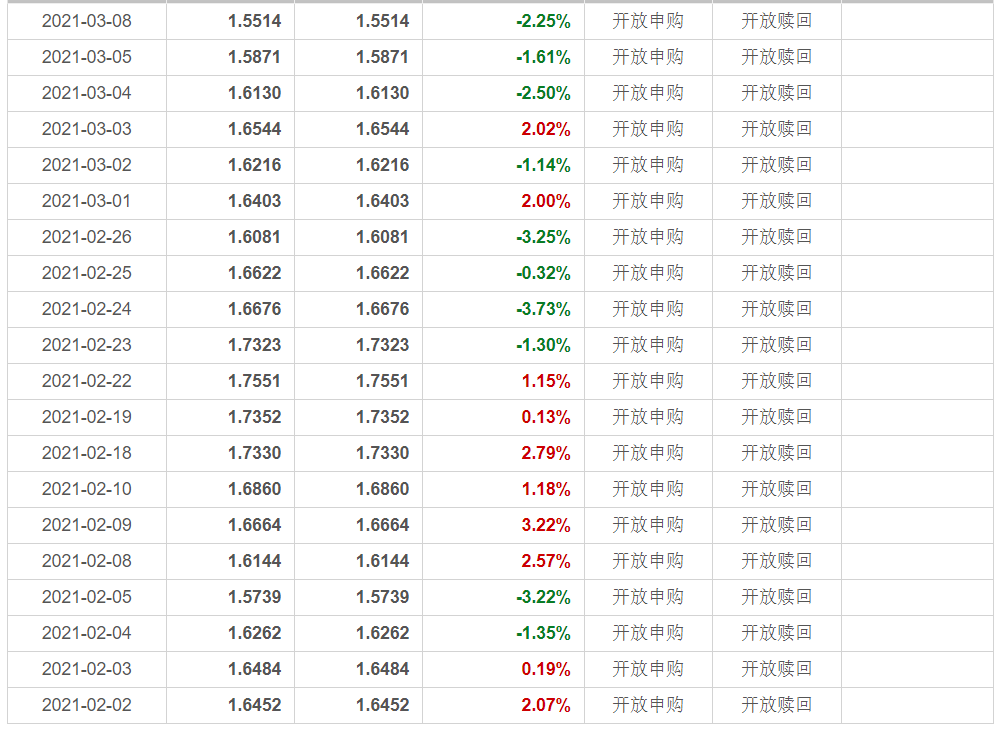 2021-03-08 1.5514 1.5514 -2.25% 开放申购 开放赎回
2021-03-05 1.5871 1.5871 -1.61% 开放申购 开放赎回
2021-03-04 1.6130 1.6130 -2.50% 开放申购 开放赎回
2021-03-03 1.6544 1.6544 2.02% 开放申购 开放赎回
2021-03-02 1.6216 1.6216 -1.14% 开放申购 开放赎回
2021-03-01 1.6403 1.6403 2.00% 开放申购 开放赎回
2021-02-26 1.6081 1.6081 -3.25% 开放申购 开放赎回
2021-02-25 1.6622 1.6622 -0.32% 开放申购 开放赎回
2021-02-24 1.6676 1.6676 -3.73% 开放申购 开放赎回
2021-02-23 1.7323 1.7323 -1.30% 开放申购 开放赎回
2021-02-22 1.7551 1.7551 1.15% 开放申购 开放赎回
2021-02-19 1.7352 1.7352 0.13% 开放申购 开放赎回
2021-02-18 1.7330 1.7330 2.79% 开放申购 开放赎回
2021-02-10 1.6860 1.6860 1.18% 开放申购 开放赎回
2021-02-09 1.6664 1.6664 3.22% 开放申购 开放赎回
2021-02-08 1.6144 1.6144 2.57% 开放申购 开放赎回
2021-02-05 1.5739 1.5739 -3.22% 开放申购 开放赎回
2021-02-04 1.6262 1.6262 -1.35% 开放申购 开放赎回
2021-02-03 1.6484 1.6484 0.19% 开放申购 开放赎回
2021-02-02 1.6452 1.6452 2.07% 开放申购 开放赎回